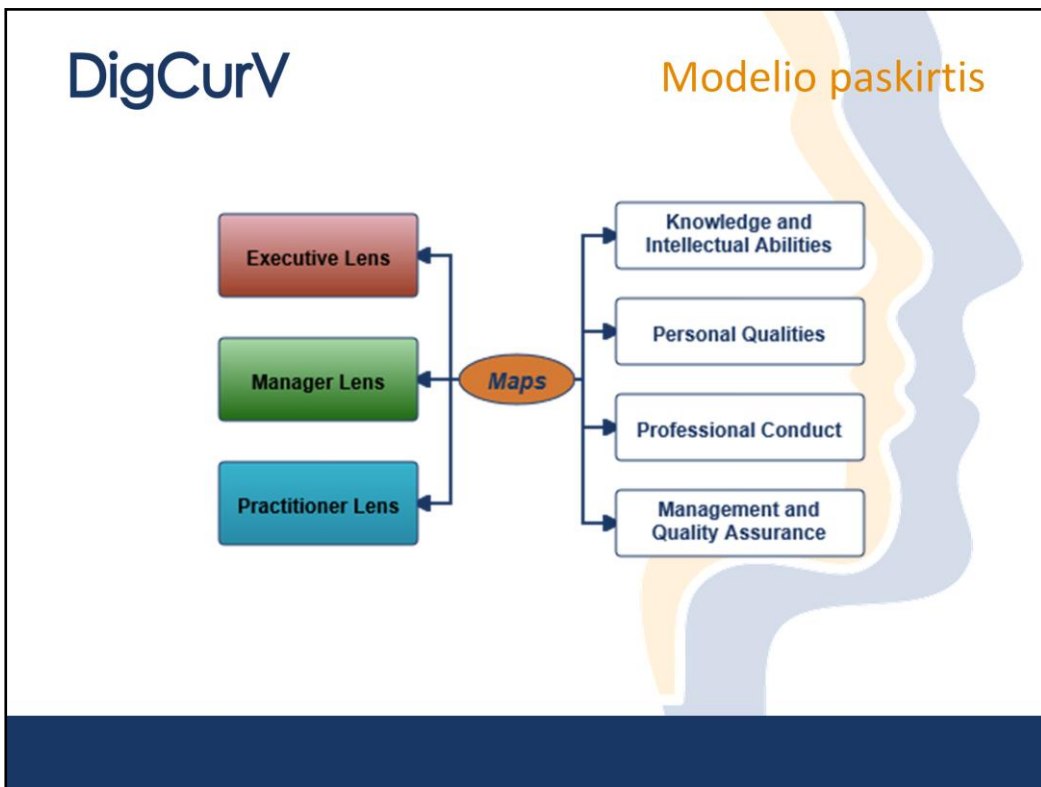 DigCurV
Modelio paskirtis
Executive Lens
Manager Lens
Practitioner Lens
Maps
Knowledge and
Intellectual Abilities
Personal Qualities
Professional Conduct
Management and
Quality Assurance